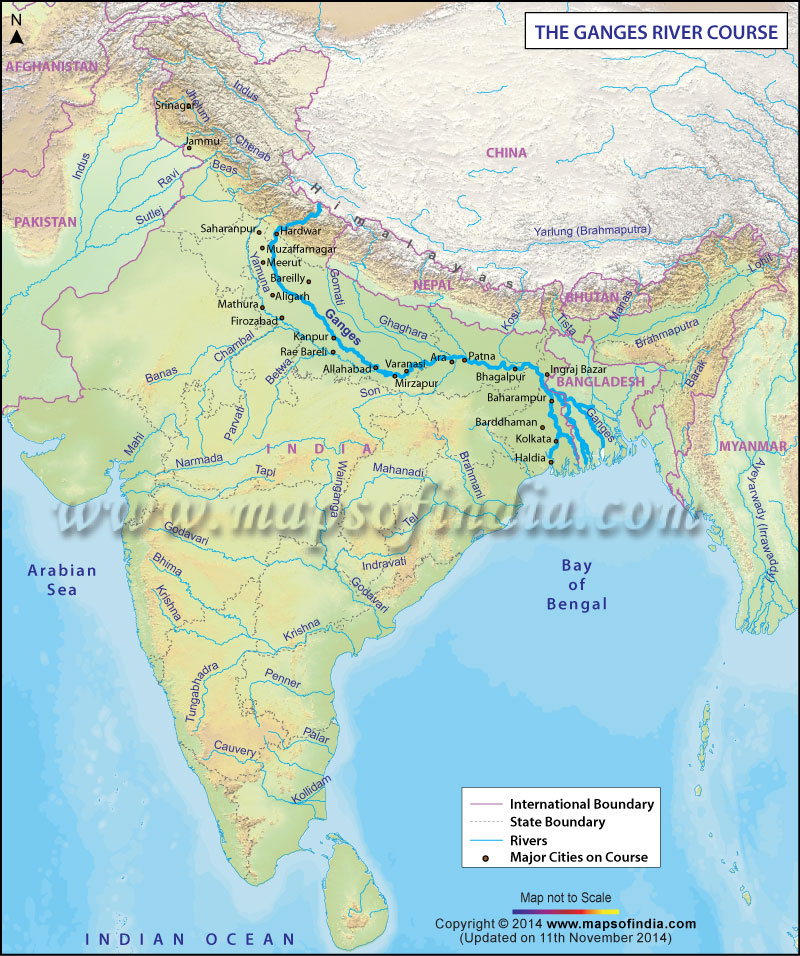 N
THE GANGES RIVER COURSE
AFGHANISTAN
Indus
Srinagar
Jhelum
Jammu
Chenab
CHINA
Indus
Beas
Ravi
Sutlej
PAKISTAN
Himalayas
Yarlung (Brahmaputra)
Saharanpur
Hardwar
Muzaffarnagar
Meerut
Yamuna
Bareilly
Gomati
NEPAL
Lohit
BHUTAN
Manas
Aligarh
Mathura
Firozabad
Ganges
Ghaghara
Kosi
Tista
Brahmaputra
Kanpur
Rae Bareli
Chambal
Banas
Betwa
Allahabad
Varanasi
Mirzapur
Ara
Patna
Bhagalpur
Ingraj Bazar
BANGLADESH
Barak
Son
Baharampur
Ganges
Parvati
Mahi
Barddhaman
Kolkata
Haldia
MYANMAR
INDIA
Narmada
Tapi
Wainganga
Mahanadi
Brahmani
Ayeyarwady (Irrawaddy)
www.mapsofindia.com
Tel
Godavari
Indravati
Arabian
Sea
Bhima
Krishna
Godavari
Bay
of
Bengal
Krishna
Tungabhadra
Penner
Palar
Cauvery
Kollidam
International Boundary
State Boundary
Rivers
Major Cities on Course
Map not to Scale
Copyright © 2014 www.mapsofindia.com
(Updated on 11th November 2014)
INDIAN OCEAN